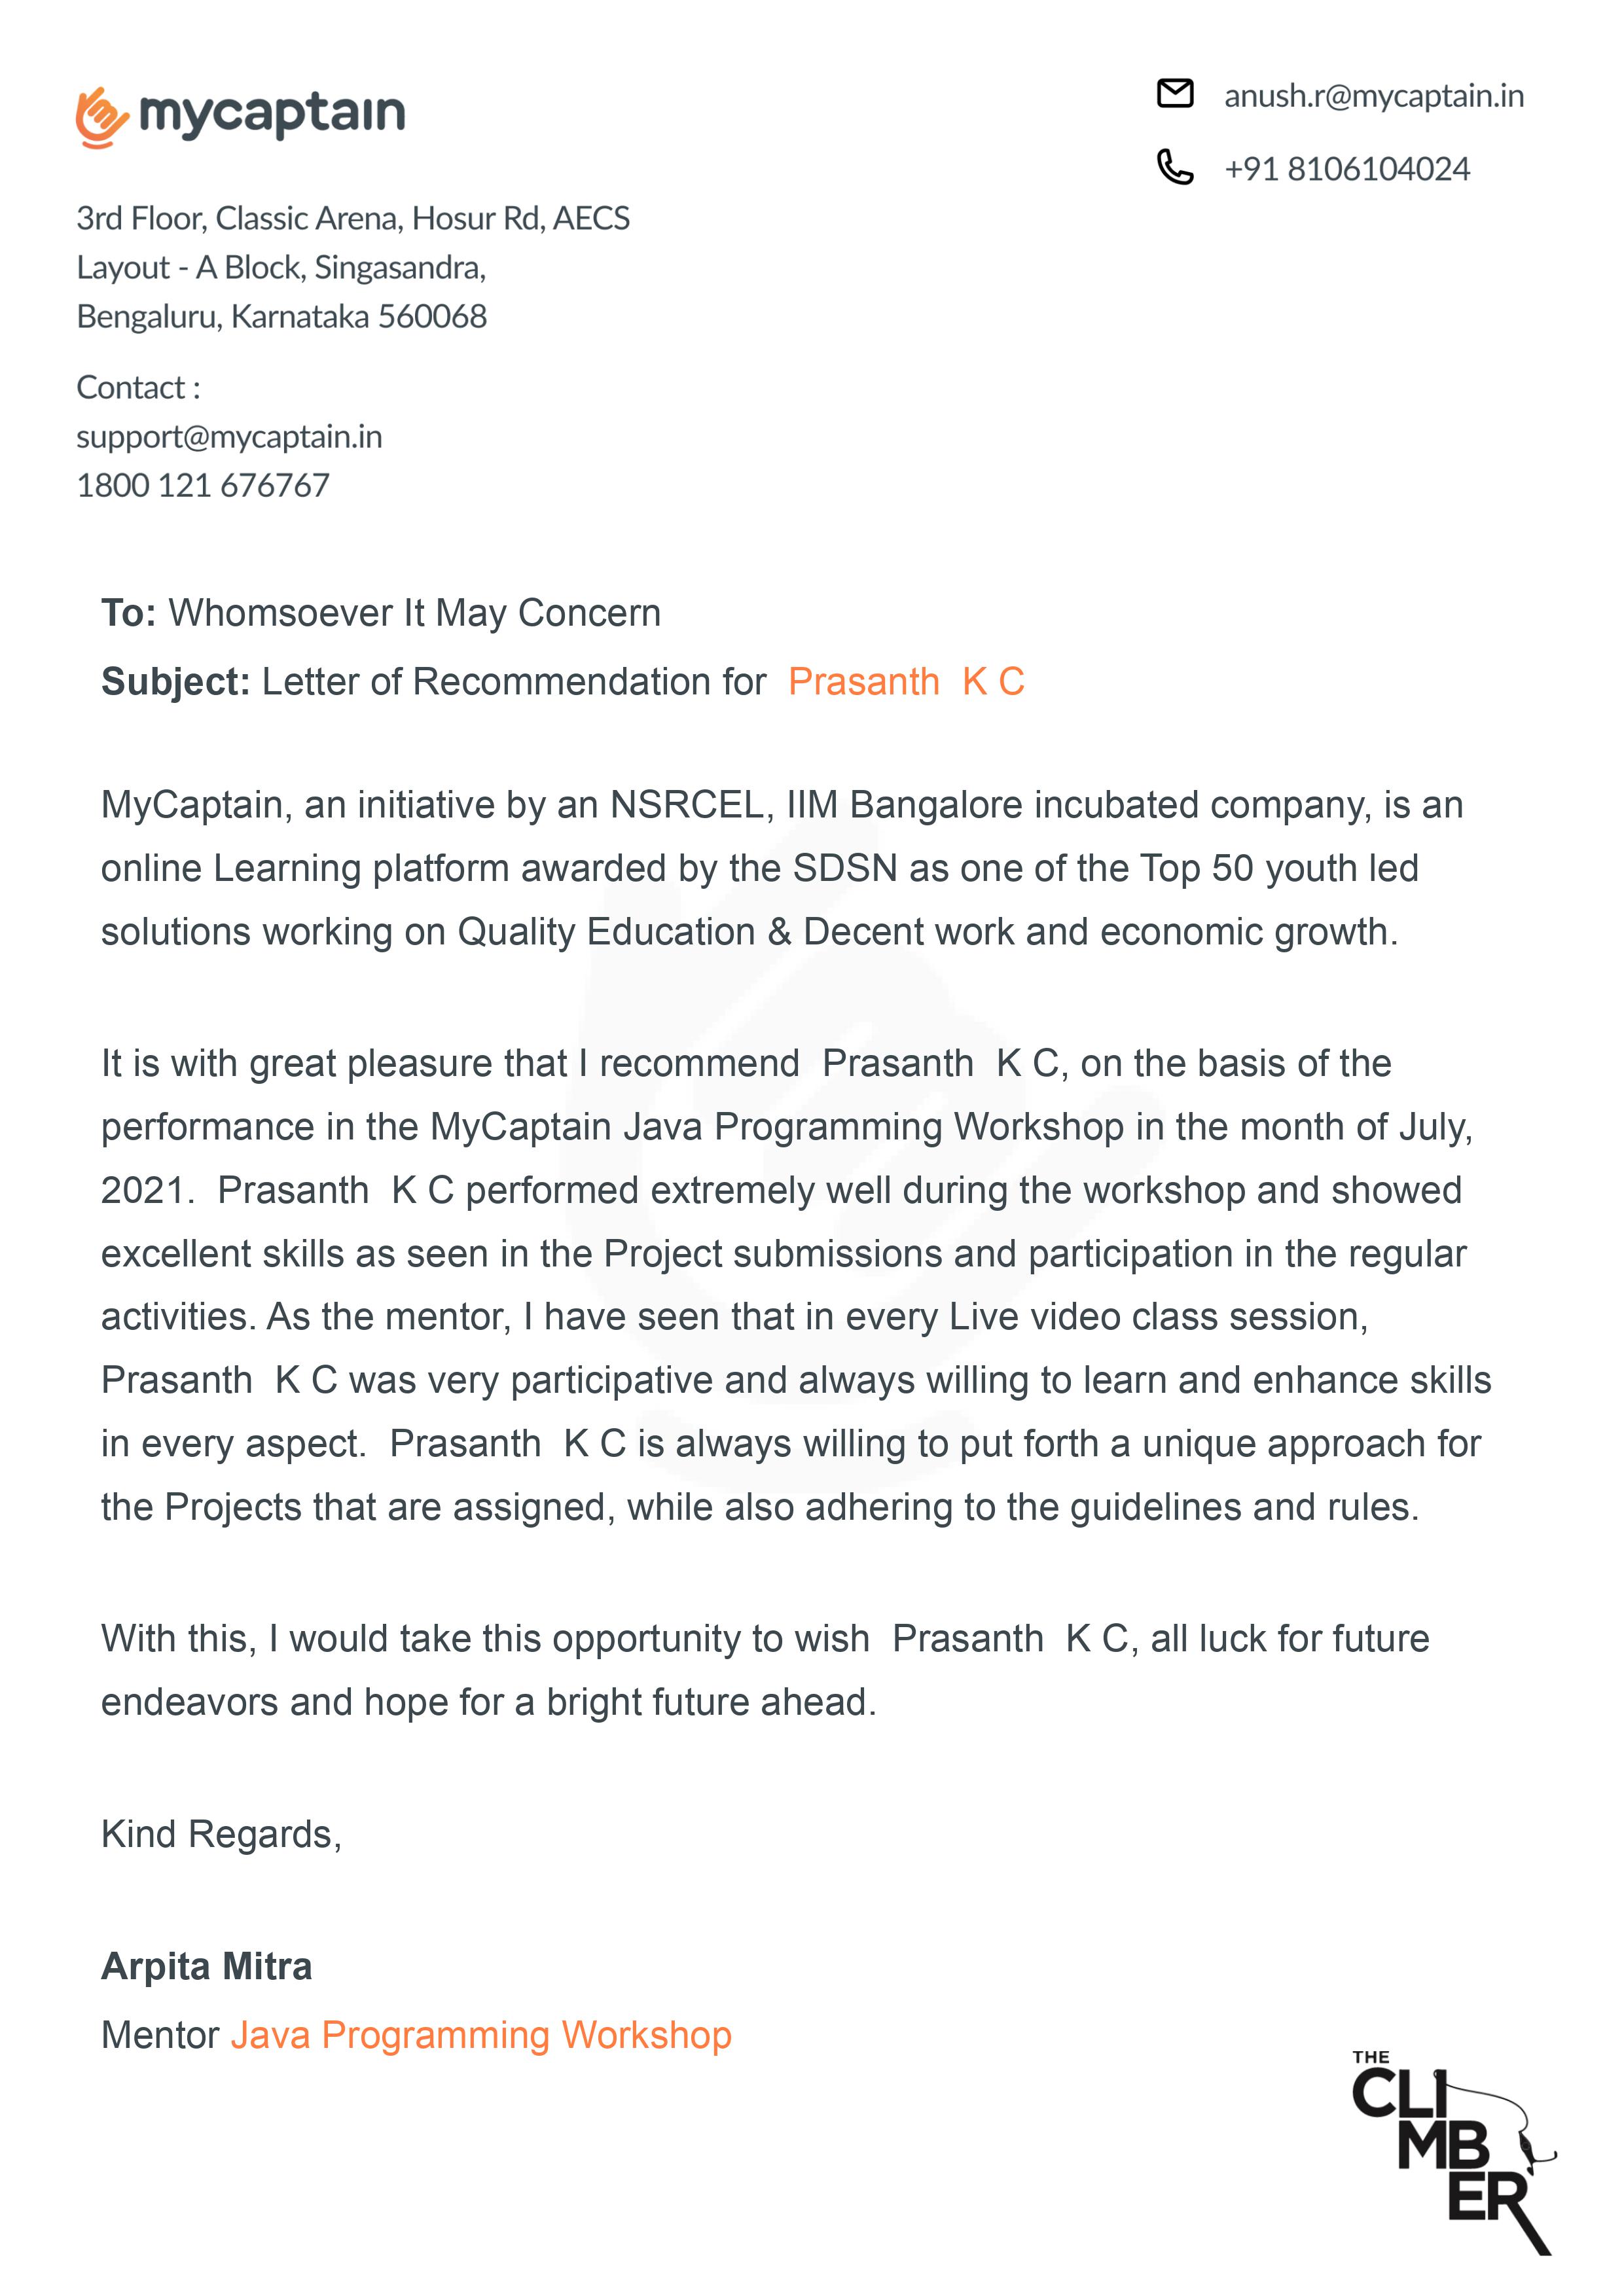 mycaptain
anush.r@mycaptain.in
+91 8106104024
3rd Floor, Classic Arena, Hosur Rd, AECS
Layout - A Block, Singasandra,
Bengaluru, Karnataka 560068
Contact :
support@mycaptain.in
1800 121 676767
To: Whomsoever It May Concern
Subject: Letter of Recommendation for Prasanth K C
MyCaptain, an initiative by an NSRCEL, IIM Bangalore incubated company, is an
online Learning platform awarded by the SDSN as one of the Top 50 youth led
solutions working on Quality Education & Decent work and economic growth.
It is with great pleasure that I recommend Prasanth K C, on the basis of the
performance in the MyCaptain Java Programming Workshop in the month of July,
2021. Prasanth K C performed extremely well during the workshop and showed
excellent skills as seen in the Project submissions and participation in the regular
activities. As the mentor, I have seen that in every Live video class session,
Prasanth K C was very participative and always willing to learn and enhance skills
in every aspect. Prasanth K C is always willing to put forth a unique approach for
the Projects that are assigned, while also adhering to the guidelines and rules.
With this, I would take this opportunity to wish Prasanth K C, all luck for future
endeavors and hope for a bright future ahead.
Kind Regards,
Arpita Mitra
Mentor Java Programming Workshop
THE
CLI
MB
ER